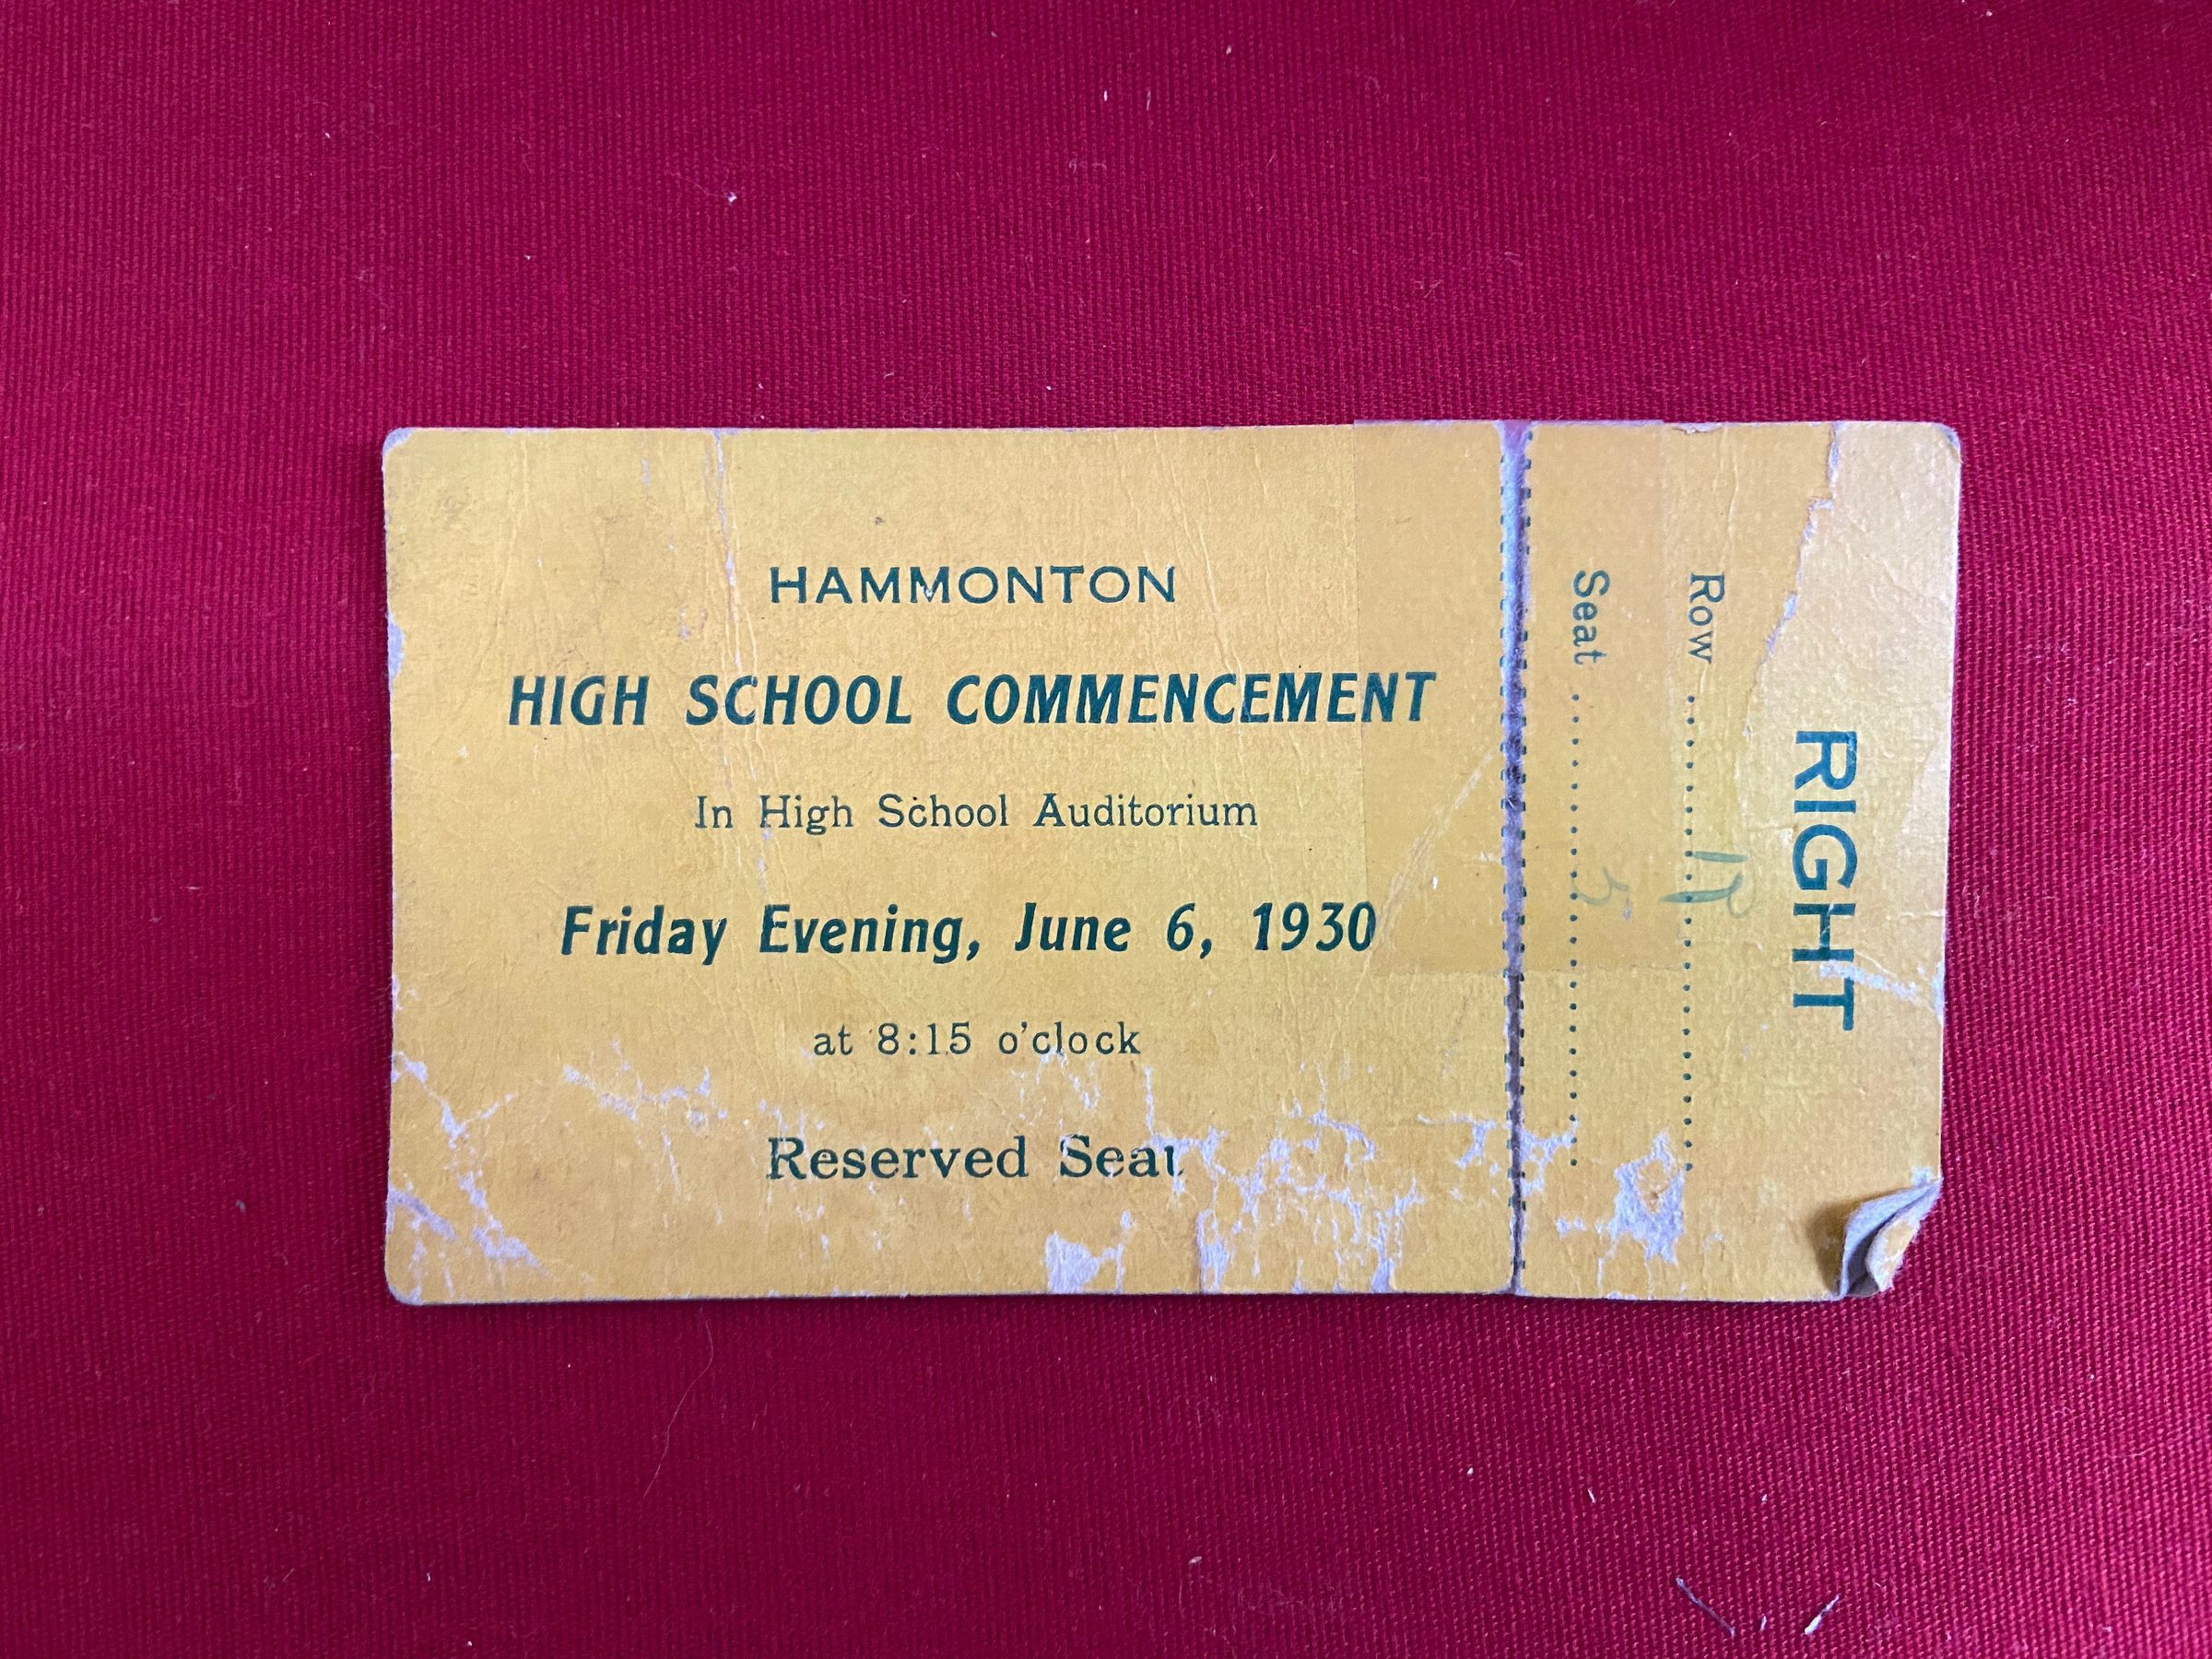 HAMMONTON
HIGH SCHOOL COMMENCEMENT
In High School Auditorium
Friday Evening, June 6, 1930
at 8:15 o'clock
Reserved Seat
RIGHT
Row ....................
Seat .......... 5 ..........